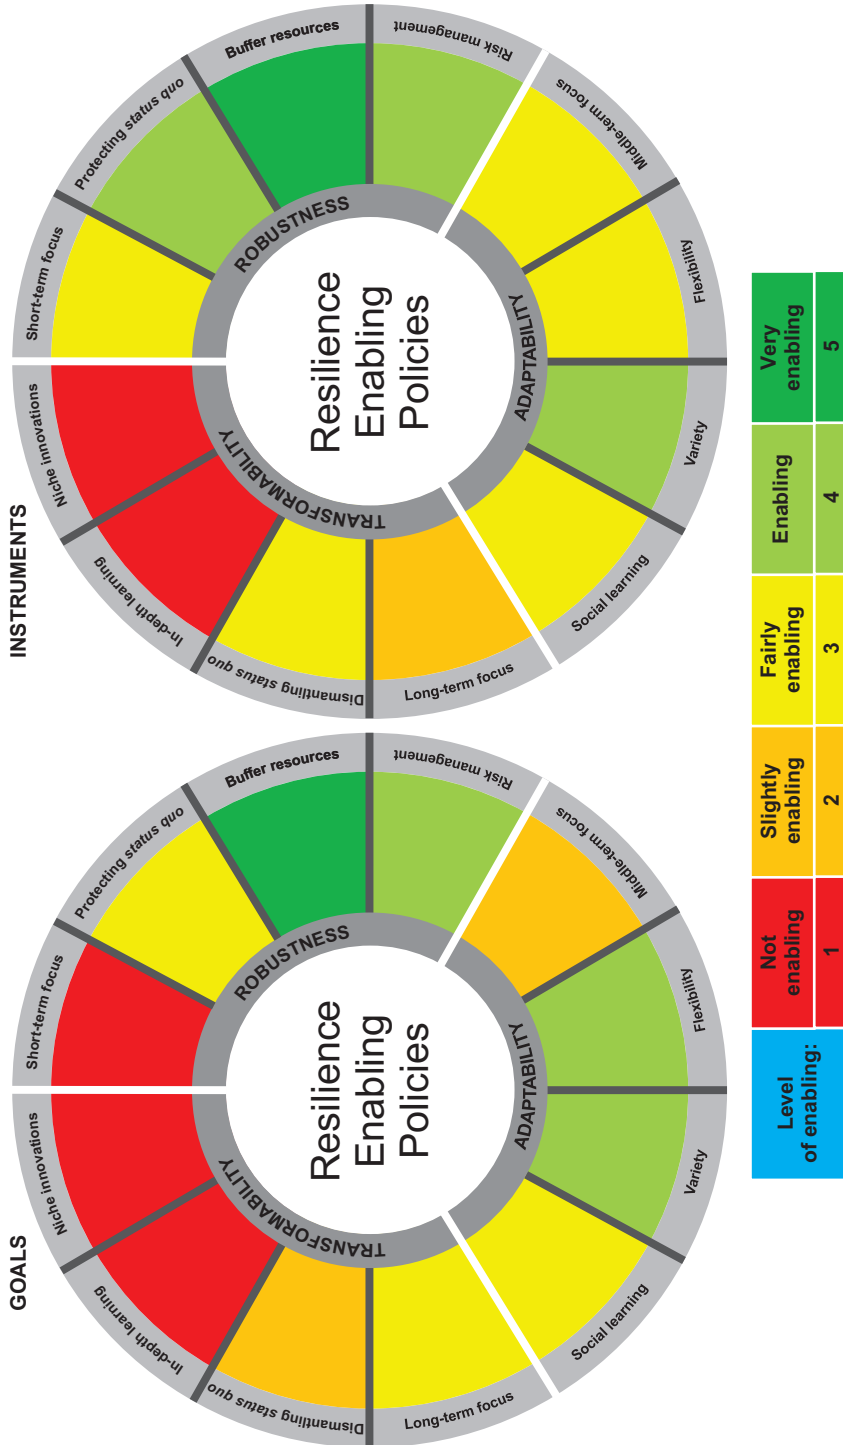 GOALS
Niche innovations
Short-term focus
Protecting status quo
Buffer resources
Risk management
Middle-term focus
Flexibility
Variety
Social learning
Long-term focus
Dismantling status quo
In-depth learning
ROBUSTNESS
ADAPTABILITY
TRANSFORMABILITY
Resilience
Enabling
Policies
INSTRUMENTS
Niche innovations
Short-term focus
Protecting status quo
Buffer resources
Risk management
Middle-term focus
Flexibility
Variety
Social learning
Long-term focus
Dismantling status quo
In-depth learning
ROBUSTNESS
ADAPTABILITY
TRANSFORMABILITY
Resilience
Enabling
Policies
Level
of enabling:
Not
enabling
1
Slightly
enabling
2
Fairly
enabling
3
Enabling
4
Very
enabling
5